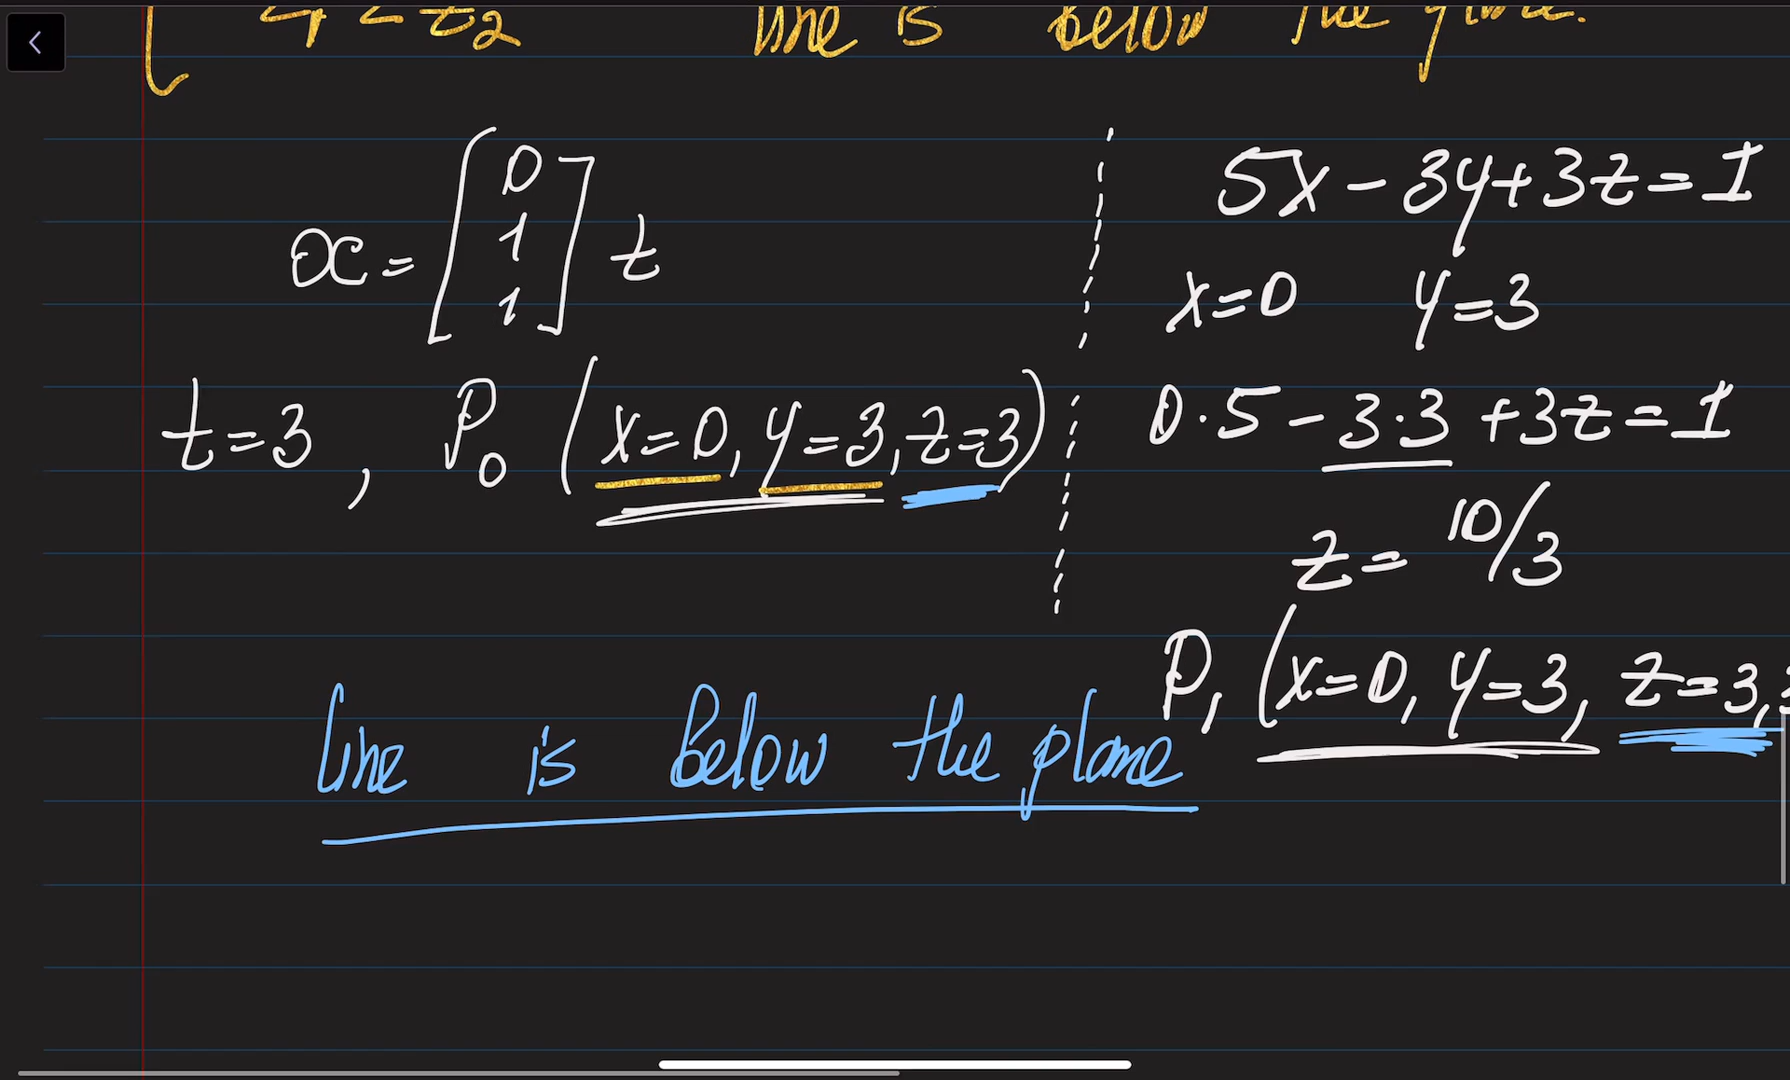 z₂ line is below the plane.
x = [0 1 1] t
t=3, P₀ (x=0, y=3, z=3)
5x-3y+3z=1
x=0 y=3
0·5-3·3+3z=1
z= 10/3
P₁ (x=0, y=3, z=3,
line is below the plane